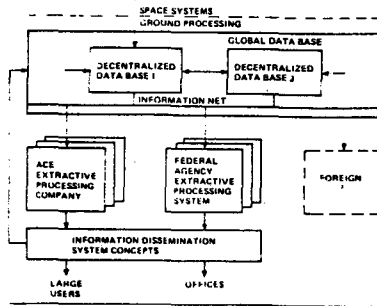 SPACE SYSTEMS
GROUND PROCESSING
GLOBAL DATA BASE
DECENTRALIZED
DATA BASE 1
DECENTRALIZED
DATA BASE J
INFORMATION NET
ACE
EXTRACTIVE
PROCESSING
COMPANY
FEDERAL
AGENCY
EXTRACTIVE
PROCESSING
SYSTEM
FOREIGN
INFORMATION DISSEMINATION
SYSTEM CONCEPTS
LARGE
USERS
OFFICES